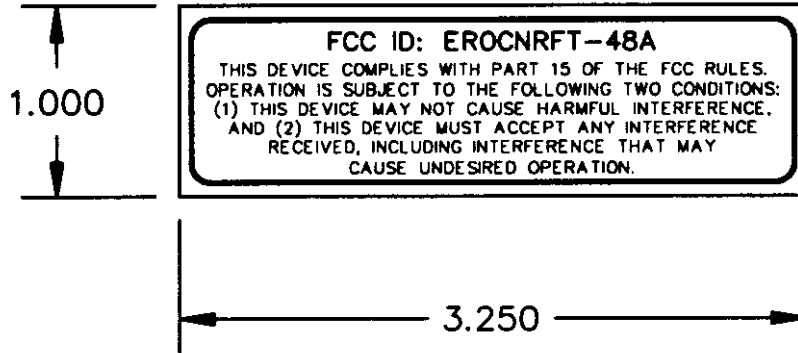 FCC ID: EROCNRFT-48A
THIS DEVICE COMPLIES WITH PART 15 OF THE FCC RULES.
OPERATION IS SUBJECT TO THE FOLLOWING TWO CONDITIONS:
(1) THIS DEVICE MAY NOT CAUSE HARMFUL INTERFERENCE,
AND (2) THIS DEVICE MUST ACCEPT ANY INTERFERENCE
RECEIVED, INCLUDING INTERFERENCE THAT MAY
CAUSE UNDESIRED OPERATION.
1.000
3.250